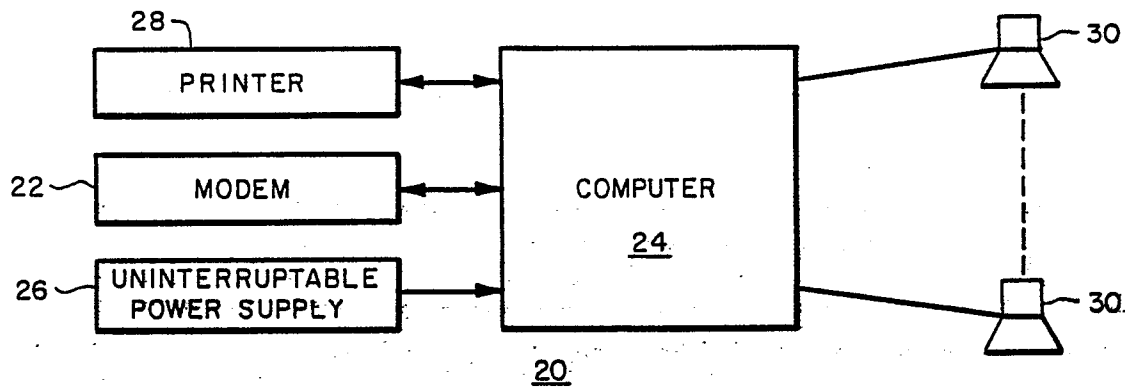 28
PRINTER
30
22
MODEM
COMPUTER
24
26
UNINTERRUPTABLE
POWER SUPPLY
30
20